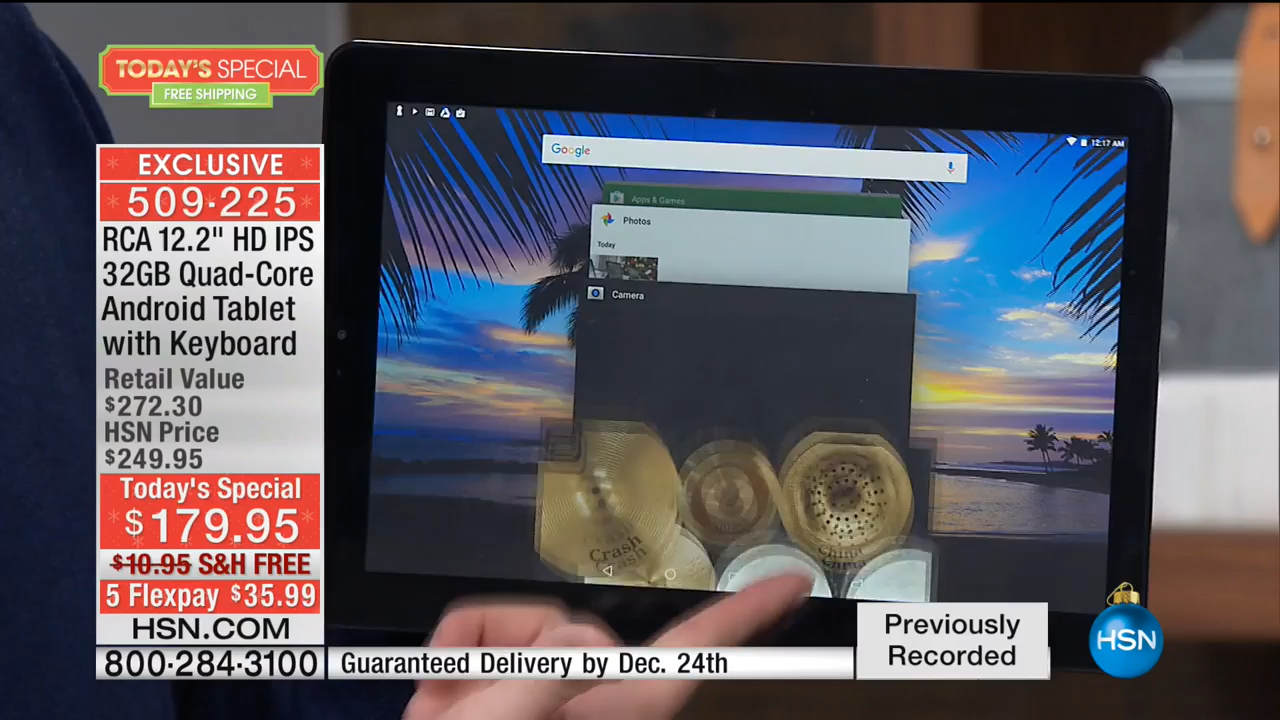 TODAY'S SPECIAL
FREE SHIPPING
EXCLUSIVE
509-225
RCA 12.2" HD IPS
32GB Quad-Core
Android Tablet
with Keyboard
Retail Value
$272.30
HSN Price
$249.95
Today's Special
$179.95
$10.95 S&H FREE
5 Flexpay $35.99
HSN.COM
800-284-3100
Guaranteed Delivery by Dec. 24th
Previously
Recorded
HSN
12:17 AM
Google
Apps & Games
Photos
Today
Camera
Crash
Crash
China
China